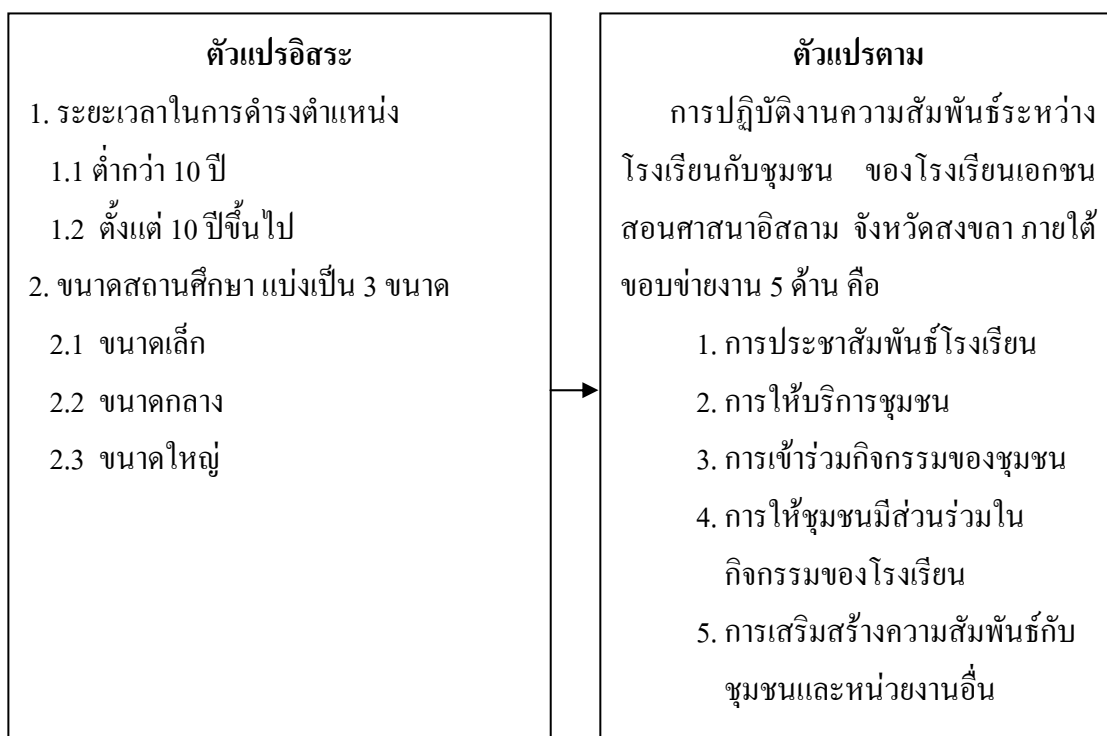 ตัวแปรอิสระ
1. ระยะเวลาในการดำรงตำแหน่ง
1.1 ต่ำกว่า 10 ปี
1.2 ตั้งแต่ 10 ปีขึ้นไป
2. ขนาดสถานศึกษา แบ่งเป็น 3 ขนาด
2.1 ขนาดเล็ก
2.2 ขนาดกลาง
2.3 ขนาดใหญ่
ตัวแปรตาม
การปฏิบัติงานความสัมพันธ์ระหว่าง
โรงเรียนกับชุมชน ของโรงเรียนเอกชน
สอนศาสนาอิสลาม จังหวัดสงขลา ภายใต้
ขอบข่ายงาน 5 ด้าน คือ
1. การประชาสัมพันธ์โรงเรียน
2. การให้บริการชุมชน
3. การเข้าร่วมกิจกรรมของชุมชน
4. การให้ชุมชนมีส่วนร่วมใน
กิจกรรมของโรงเรียน
5. การเสริมสร้างความสัมพันธ์กับ
ชุมชนและหน่วยงานอื่น